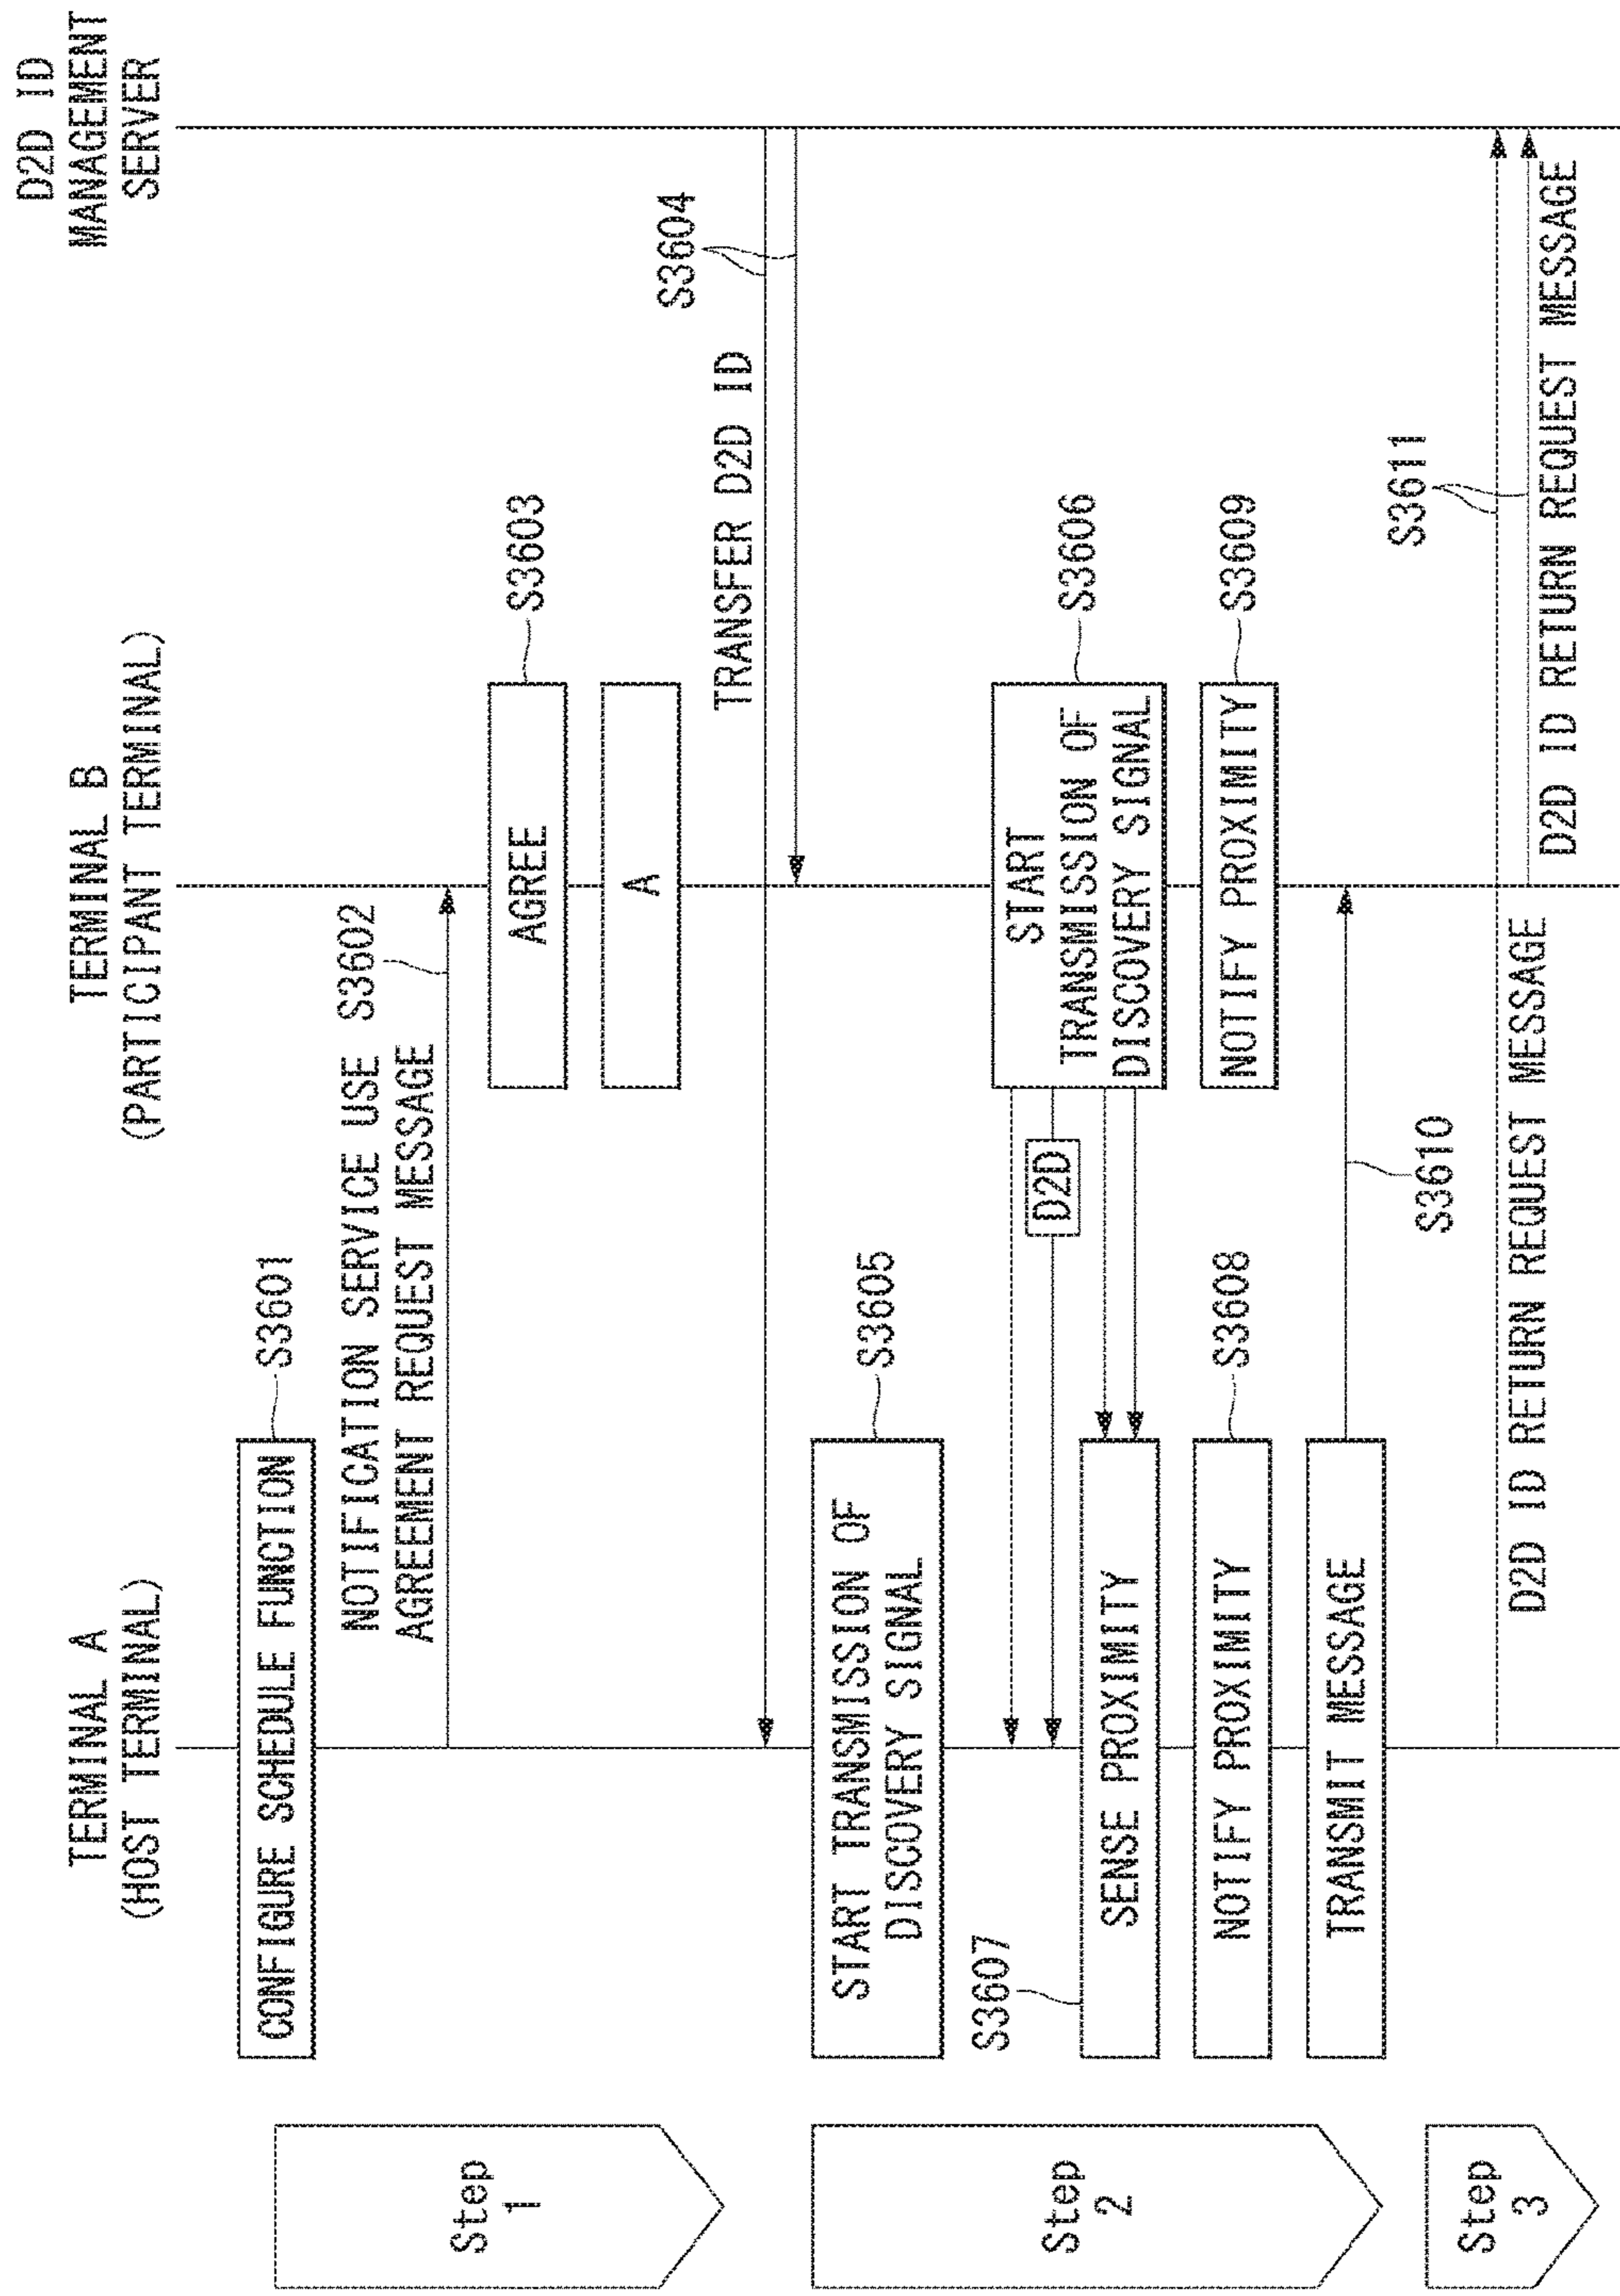 TERMINAL A
(HOST TERMINAL)
TERMINAL B
(PARTICIPANT TERMINAL)
D2D ID
MANAGEMENT
SERVER
Step
1
CONFIGURE SCHEDULE FUNCTION
S3601
NOTIFICATION SERVICE USE
AGREEMENT REQUEST MESSAGE
S3602
AGREE
S3603
A
TRANSFER D2D ID
S3604
Step
2
START TRANSMISSION OF
DISCOVERY SIGNAL
S3605
START
TRANSMISSION OF
DISCOVERY SIGNAL
S3606
D2D
S3607
SENSE PROXIMITY
NOTIFY PROXIMITY
S3608
NOTIFY PROXIMITY
S3609
TRANSMIT MESSAGE
S3610
Step
3
S3611
D2D ID RETURN REQUEST MESSAGE
D2D ID RETURN REQUEST MESSAGE